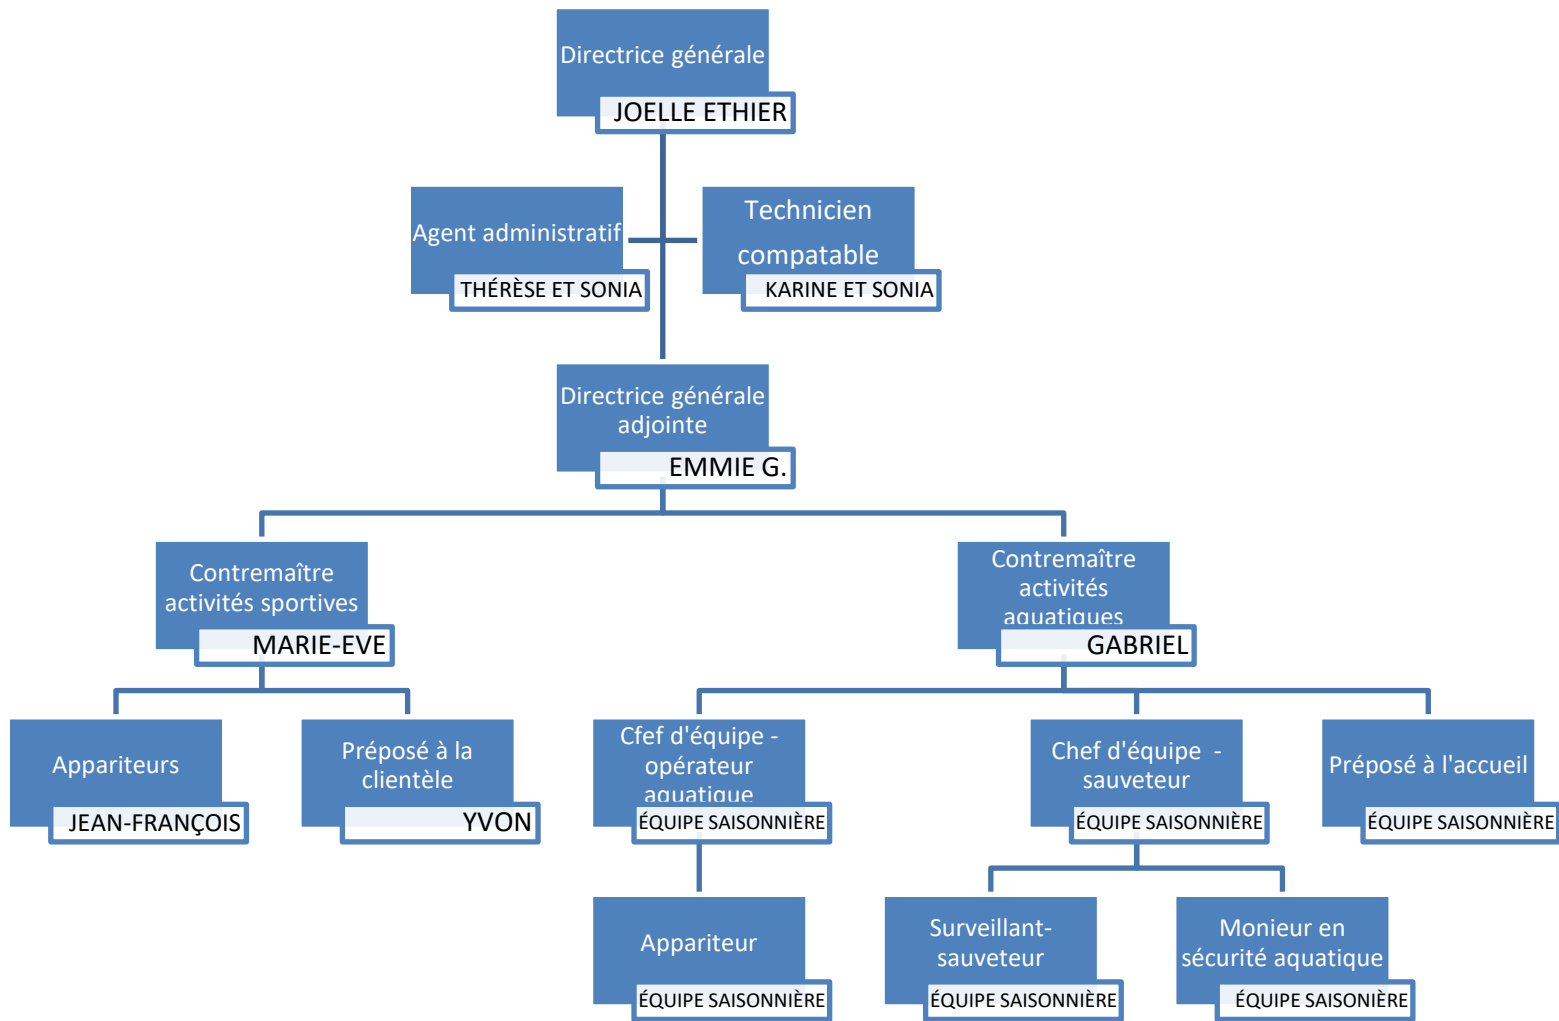 Directrice générale
JOELLE ETHIER
Agent administratif
THÉRÈSE ET SONIA
Technicien
compatable
KARINE ET SONIA
Directrice générale
adjointe
EMMIE G.
Contremaître
activités sportives
MARIE-EVE
Contremaître
activités
aquatiques
GABRIEL
Appariteurs
JEAN-FRANÇOIS
Préposé à la
clientèle
YVON
Cfef d'équipe -
opérateur
aquatique
ÉQUIPE SAISONNIÈRE
Chef d'équipe -
sauveteur
ÉQUIPE SAISONNIÈRE
Préposé à l'accueil
ÉQUIPE SAISONNIÈRE
Appariteur
ÉQUIPE SAISONNIÈRE
Surveillant-
sauveteur
ÉQUIPE SAISONNIÈRE
Monieur en
sécurité aquatique
ÉQUIPE SAISONIÈRE